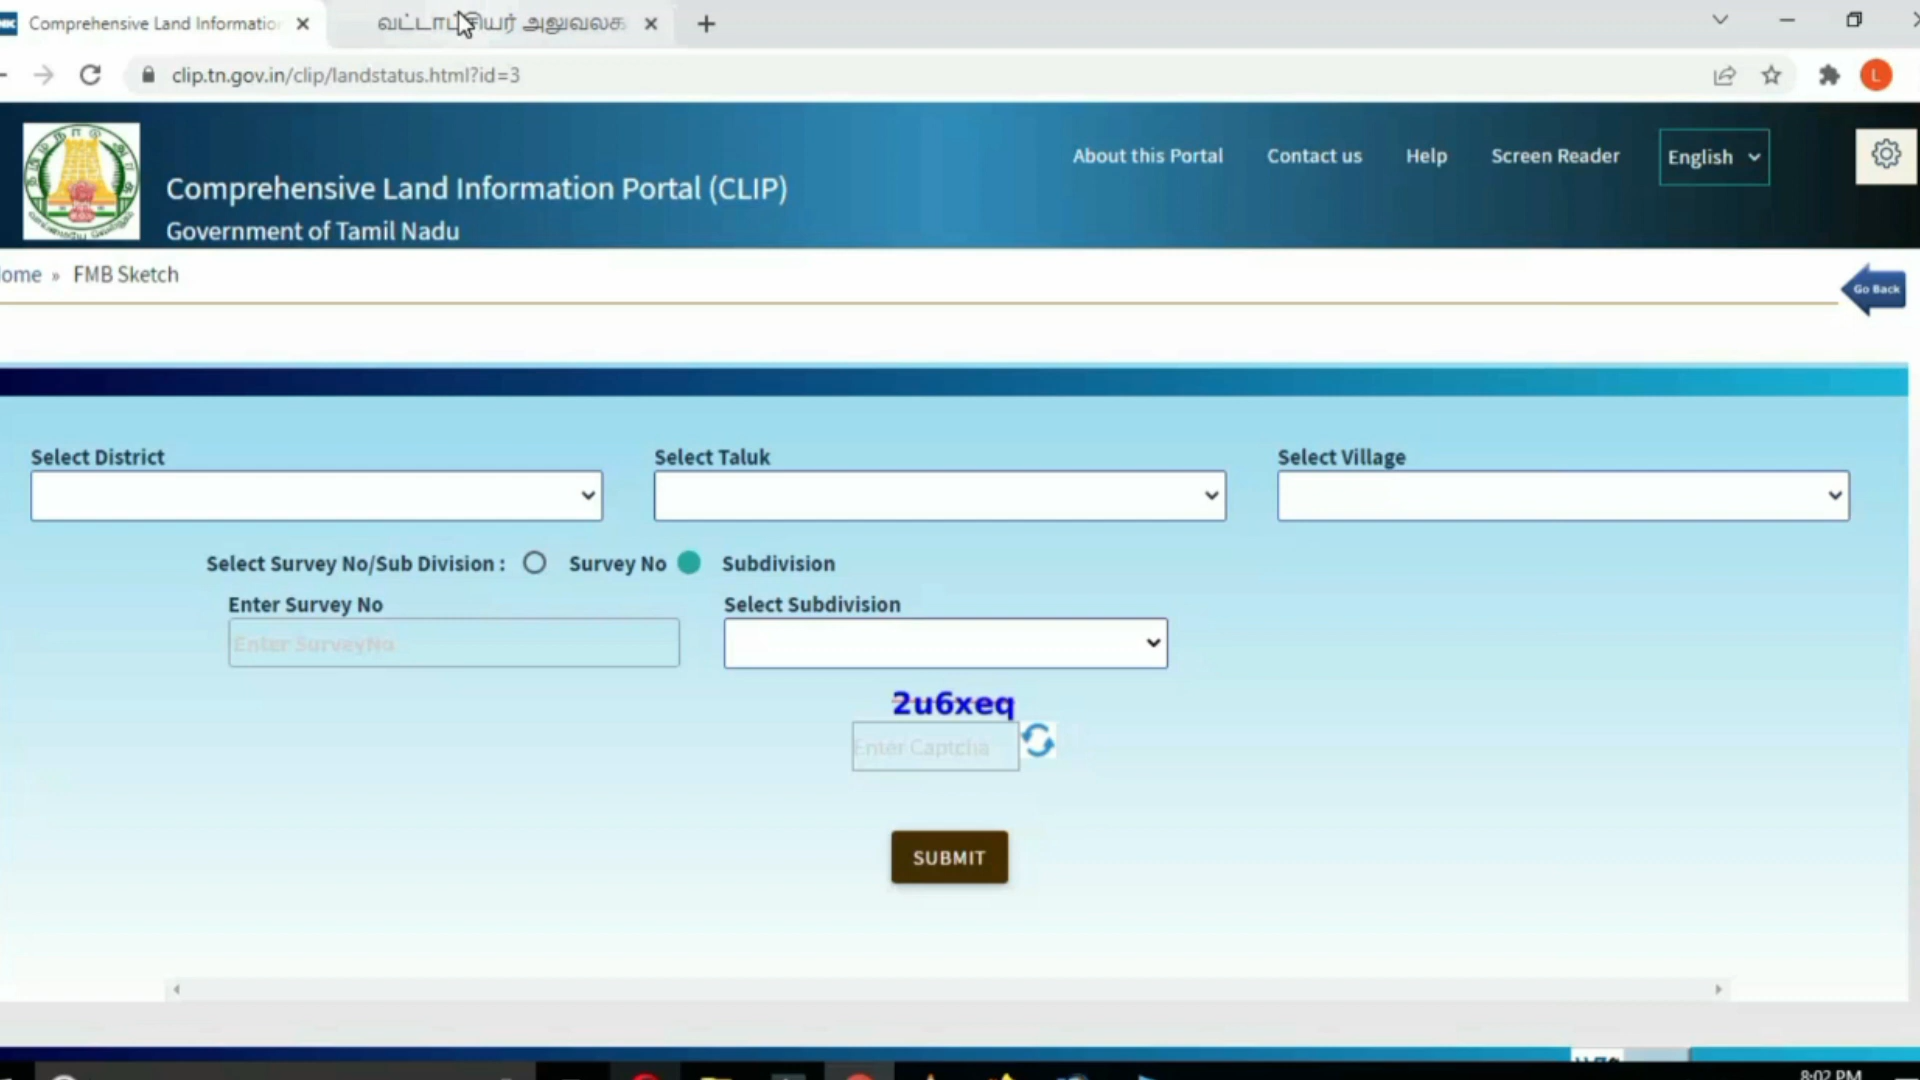 Comprehensive Land Informatio
வட்டாட்சியர் அலுவலக
clip.tn.gov.in/clip/landstatus.html?id=3
L
About this Portal
Contact us
Help
Screen Reader
English
Comprehensive Land Information Portal (CLIP)
Government of Tamil Nadu
ome » FMB Sketch
Go Back
Select District
Select Taluk
Select Village
Select Survey No/Sub Division :
Survey No
Subdivision
Enter Survey No
Select Subdivision
Enter SurveyNo
2u6xeq
Enter Captcha
SUBMIT
8:02 PM